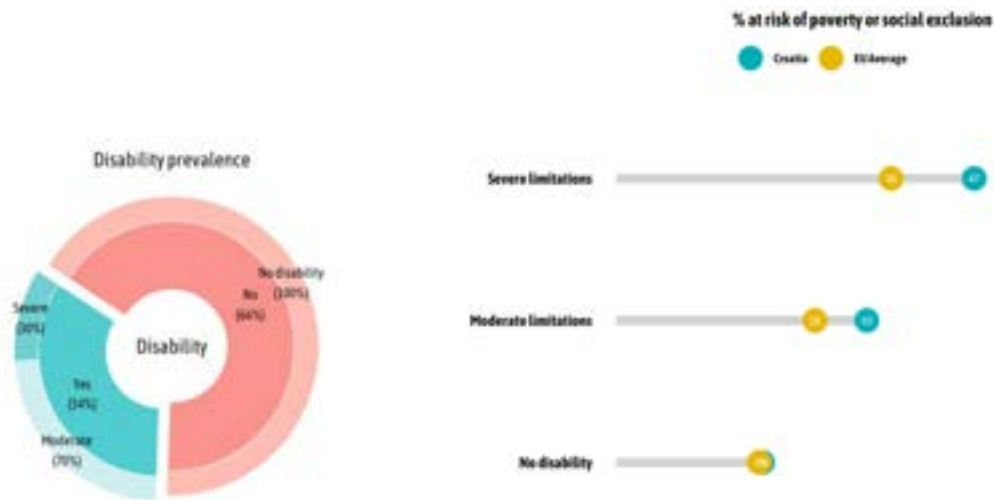 % at risk of poverty or social exclusion
Croatia EU Average
Disability prevalence
No disability
(100%)
No
(66%)
Severe
(30%)
Disability
Yes
(34%)
Moderate
(70%)
Severe limitations
47
Moderate limitations
No disability